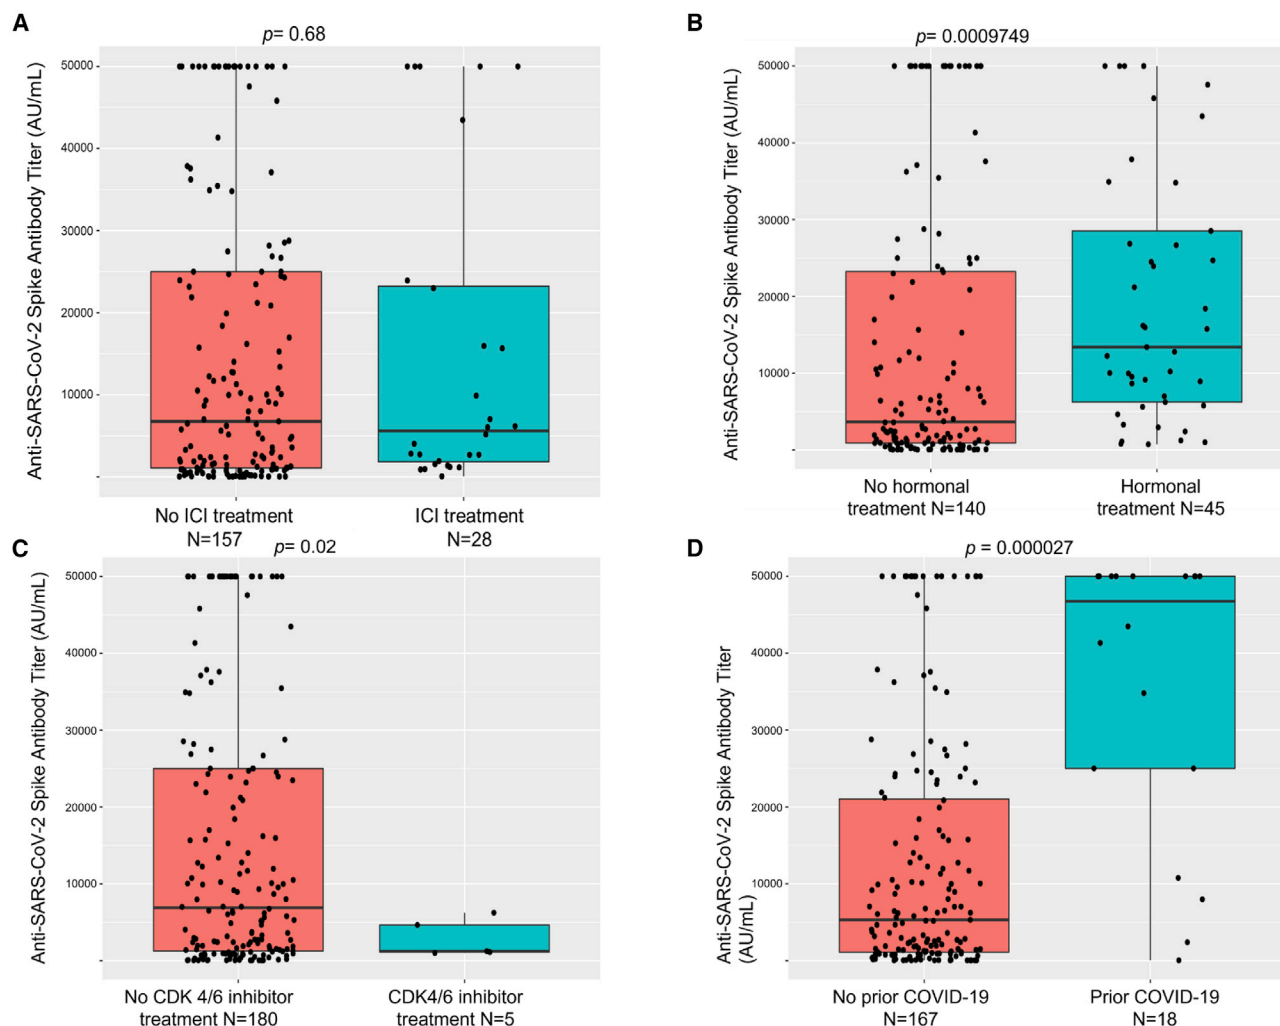 A
p= 0.68
Anti-SARS-CoV-2 Spike Antibody Titer (AU/mL)
50000
40000
30000
20000
10000
No ICI treatment
N=157
ICI treatment
N=28
B
p = 0.0009749
Anti-SARS-CoV-2 Spike Antibody Titer (AU/mL)
50000
40000
30000
20000
10000
No hormonal
treatment N=140
Hormonal
treatment N=45
C
p= 0.02
Anti-SARS-CoV-2 Spike Antibody Titer (AU/mL)
50000
40000
30000
20000
10000
No CDK 4/6 inhibitor
treatment N=180
CDK4/6 inhibitor
treatment N=5
D
p = 0.000027
Anti-SARS-CoV-2 Spike Antibody Titer
(AU/mL)
50000
40000
30000
20000
10000
No prior COVID-19
N=167
Prior COVID-19
N=18